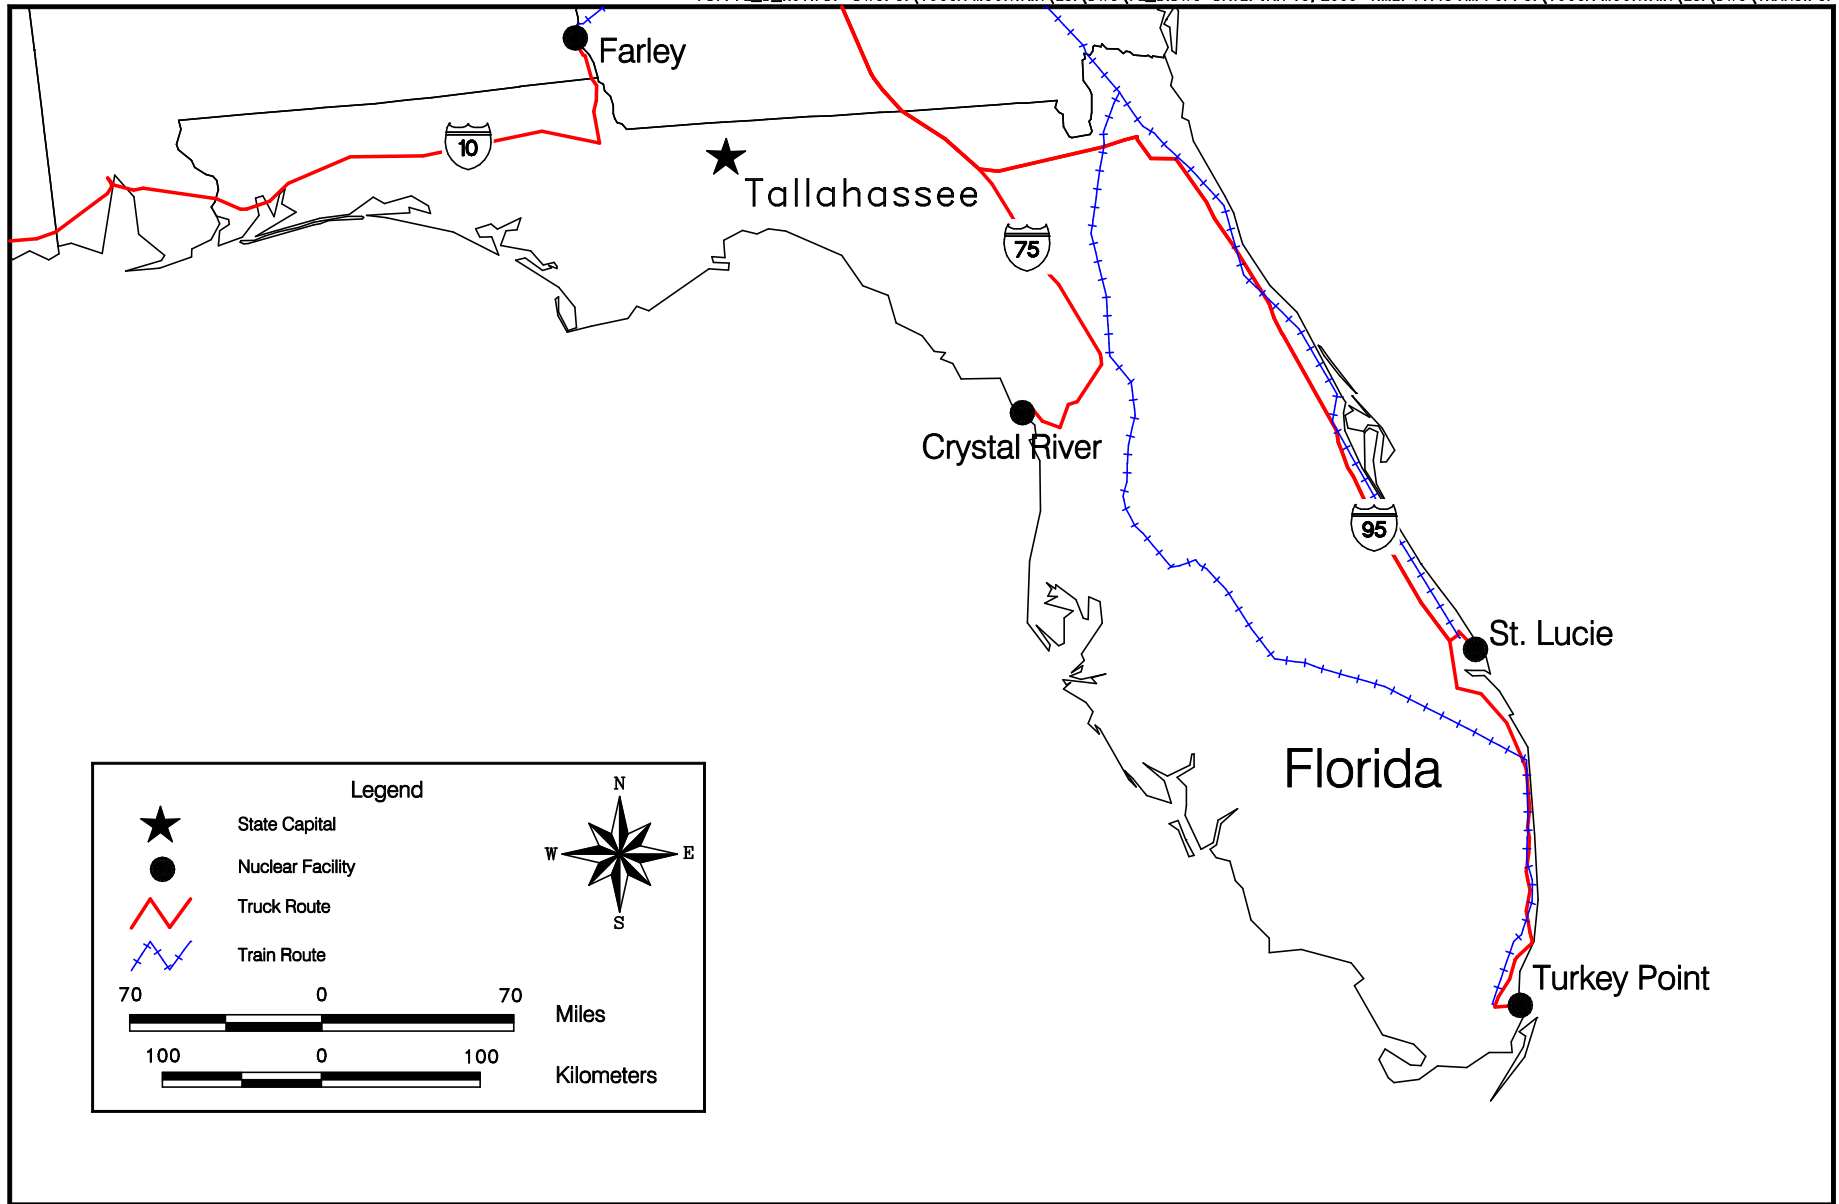 Farley
10
Tallahassee
75
Crystal River
95
St. Lucie
Florida
Turkey Point
Legend
State Capital
Nuclear Facility
Truck Route
Train Route
N
W
E
S
70 0 70
Miles
100 0 100
Kilometers